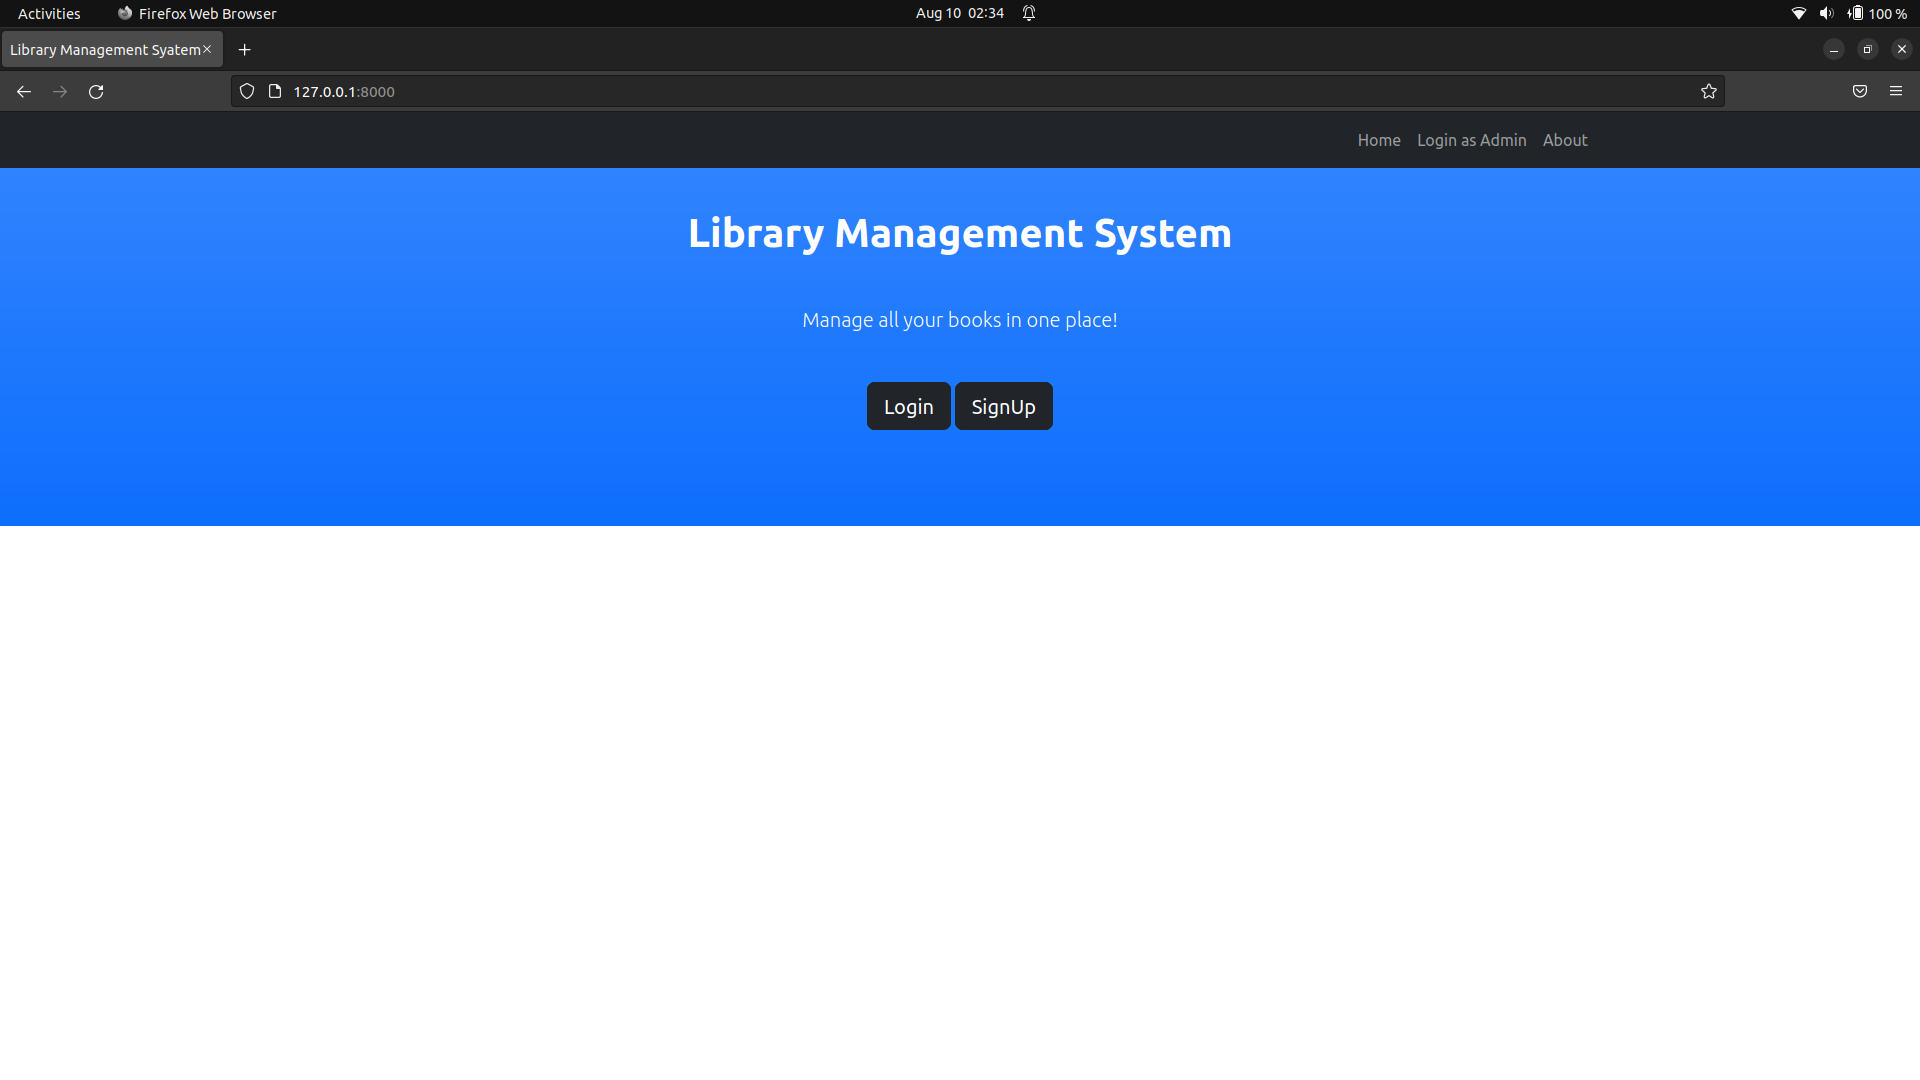 Activities Firefox Web Browser Aug 10 02:34 100 %
Library Management Syatem
127.0.0.1:8000
Home Login as Admin About
Library Management System
Manage all your books in one place!
Login SignUp